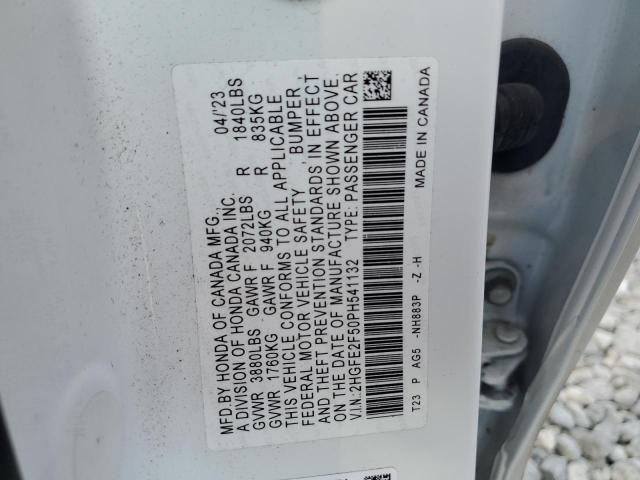 MFD.BY HONDA OF CANADA MFG., 04/'23
A DIVISION OF HONDA CANADA INC.
GVWR 3880LBS GAWR F 2072LBS R 1840LBS
GVWR 1760KG GAWR F 940KG R 835KG
THIS VEHICLE CONFORMS TO ALL APPLICABLE
FEDERAL MOTOR VEHICLE SAFETY , BUMPER ,
AND THEFT PREVENTION STANDARDS IN EFFECT
ON THE DATE OF MANUFACTURE SHOWN ABOVE.
V.I.N:2HGFE2F50PH541132 TYPE: PASSENGER CAR
T23 P AG5 -NH883P -Z -H
MADE IN CANADA